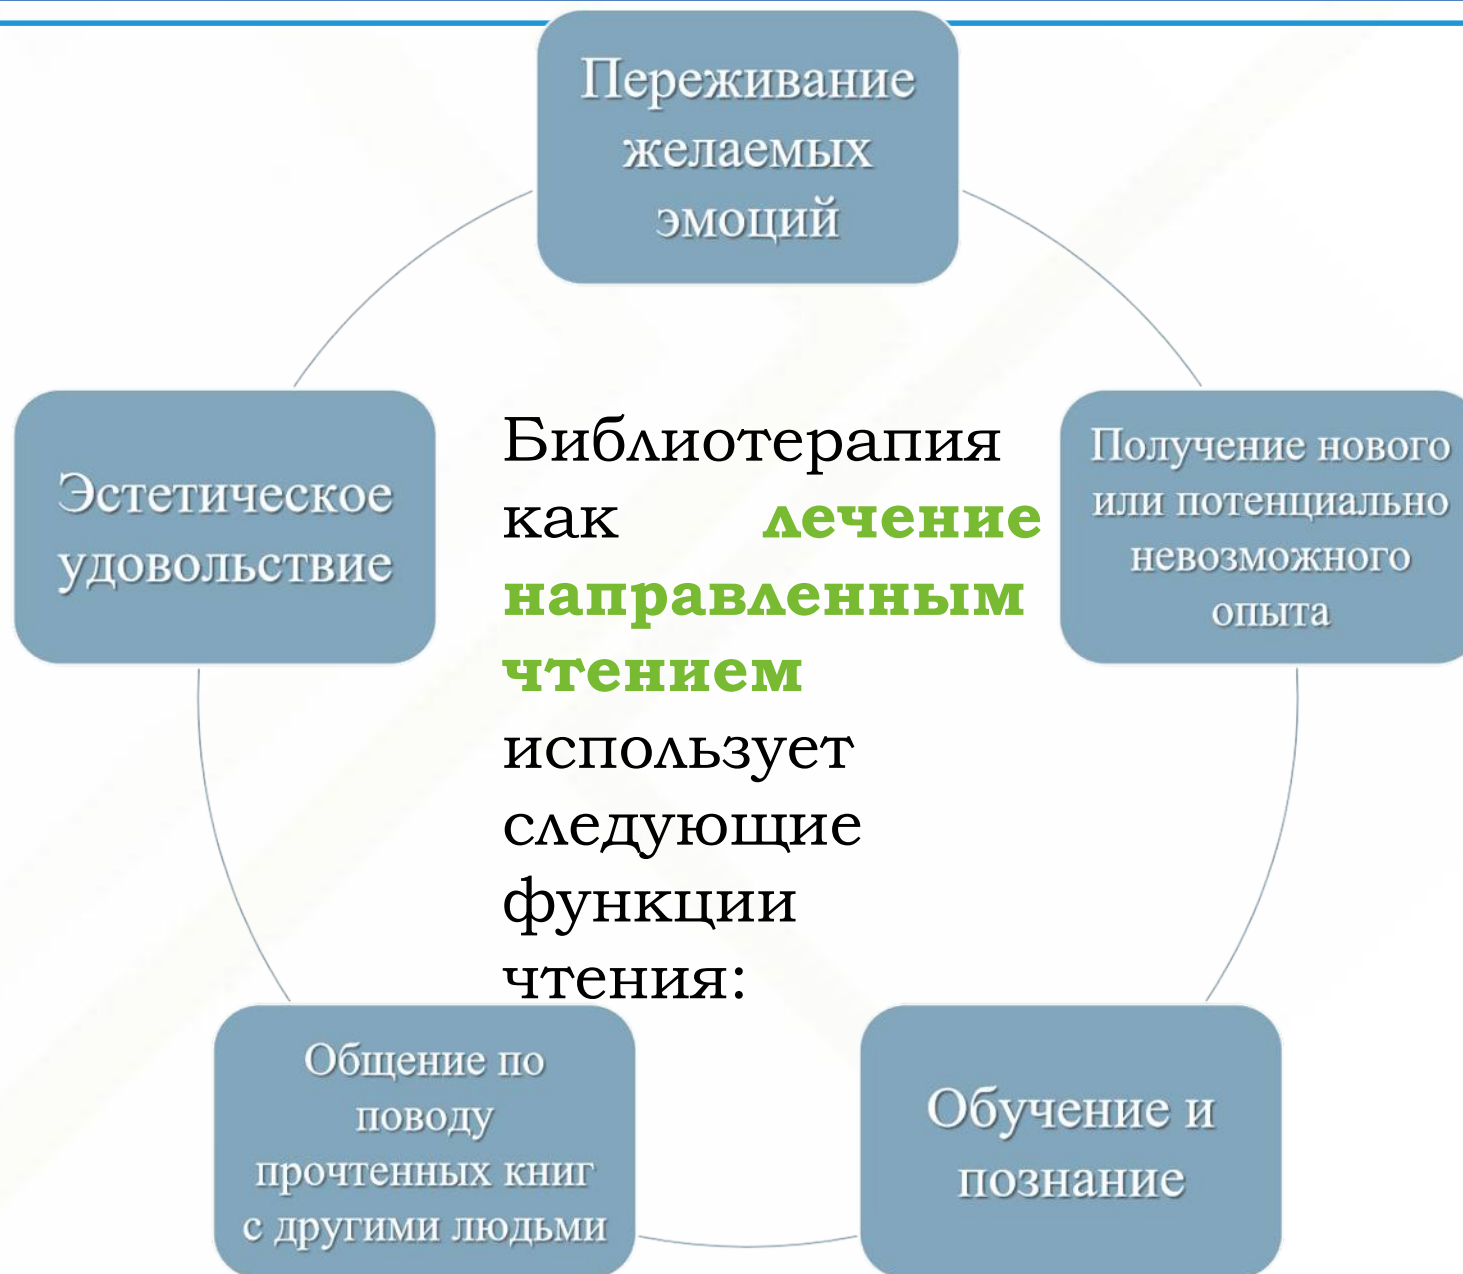 Переживание
желаемых
эмоций
Эстетическое
удовольствие
Библиотерапия
как лечение
направленным
чтением
использует
следующие
функции
чтения:
Получение нового
или потенциально
невозможного
опыта
Общение по
поводу
прочтенных книг
с другими людьми
Обучение и
познание